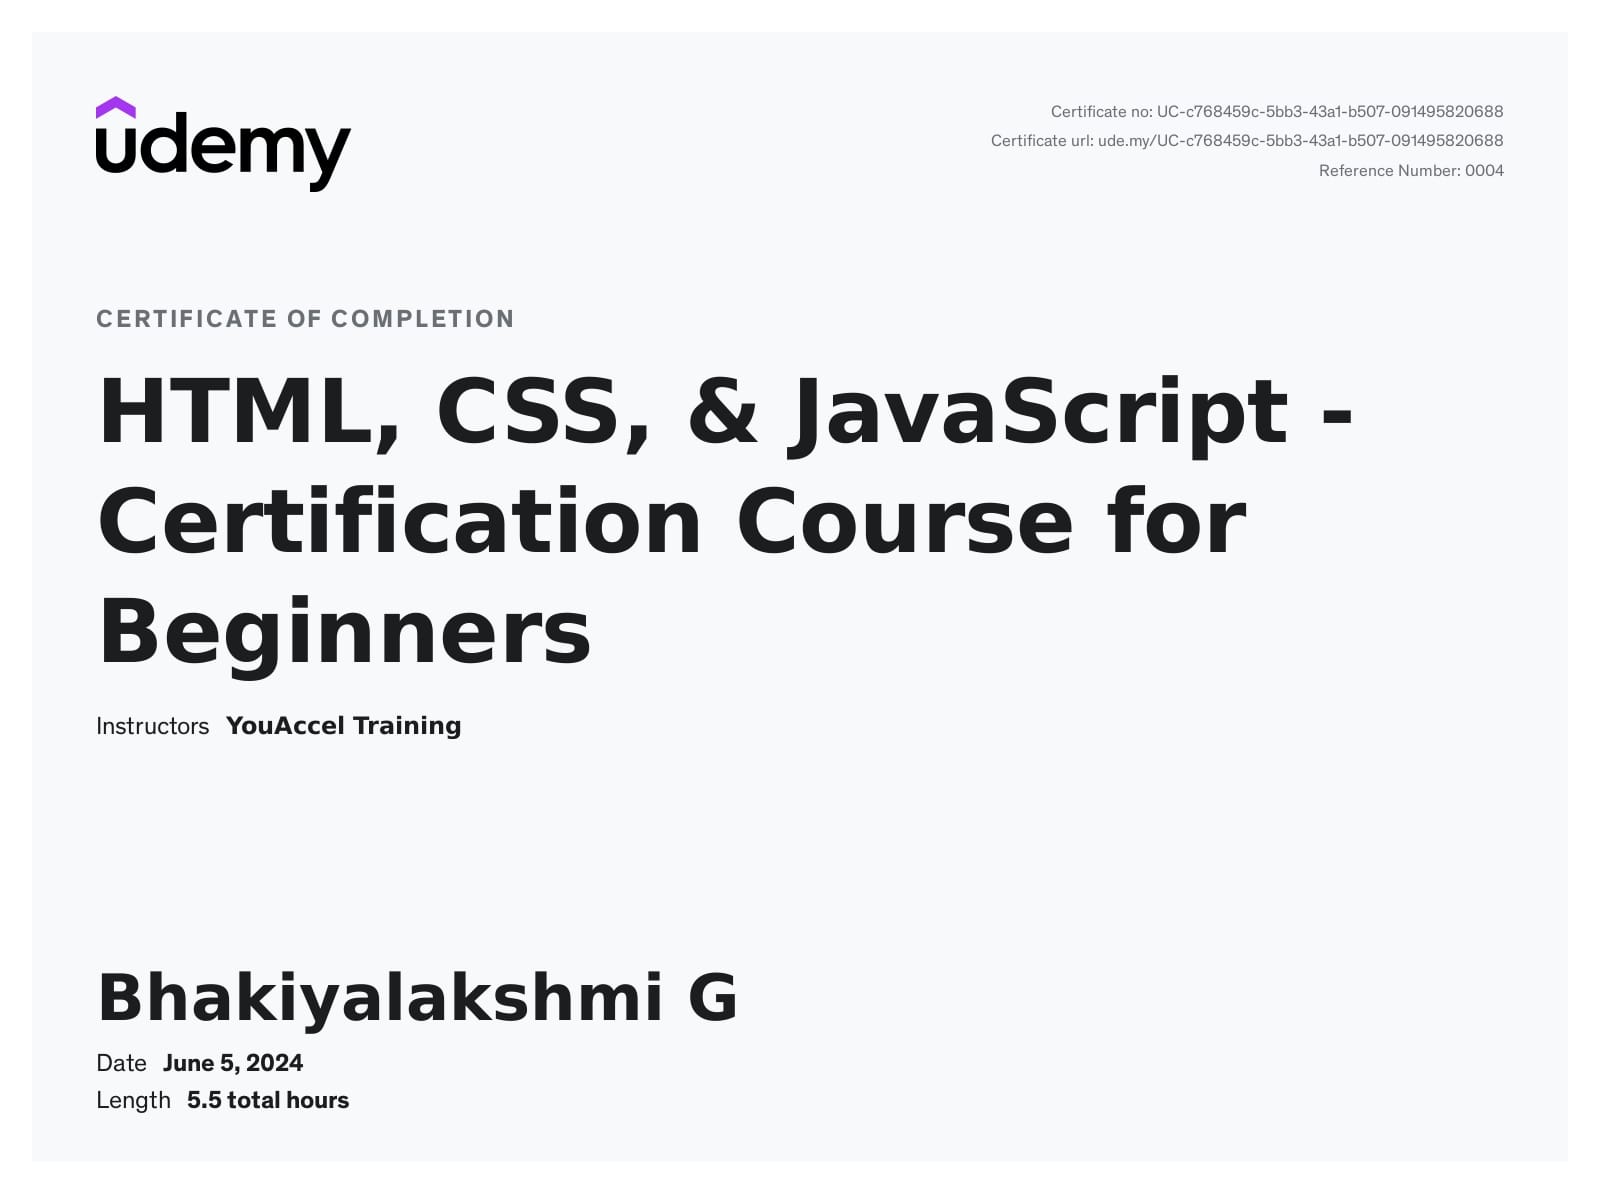 udemy
Certificate no: UC-c768459c-5bb3-43a1-b507-091495820688
Certificate url: ude.my/UC-c768459c-5bb3-43a1-b507-091495820688
Reference Number: 0004
CERTIFICATE OF COMPLETION
HTML, CSS, & JavaScript -
Certification Course for
Beginners
Instructors YouAccel Training
Bhakiyalakshmi G
Date June 5, 2024
Length 5.5 total hours